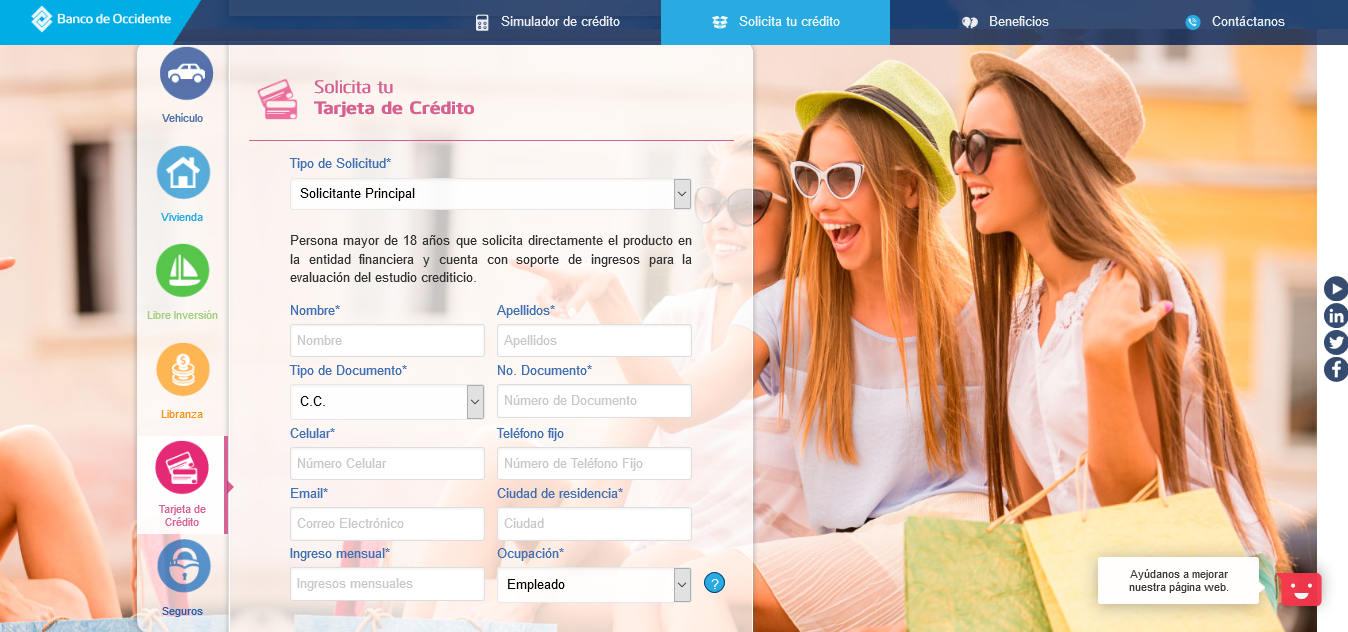 Banco de Occidente
Simulador de crédito
Solicita tu crédito
Beneficios
Contáctanos
Vehículo
Vivienda
Libre Inversión
Libranza
Tarjeta de
Crédito
Seguros
Solicita tu
Tarjeta de Crédito
Tipo de Solicitud*
Solicitante Principal
Persona mayor de 18 años que solicita directamente el producto en
la entidad financiera y cuenta con soporte de ingresos para la
evaluación del estudio crediticio.
Nombre* Apellidos*
Nombre Apellidos
Tipo de Documento* No. Documento*
C.C. Número de Documento
Celular* Teléfono fijo
Número Celular Número de Teléfono Fijo
Email* Ciudad de residencia*
Correo Electrónico Ciudad
Ingreso mensual* Ocupación*
Ingresos mensuales Empleado ?
Ayúdanos a mejorar
nuestra página web.